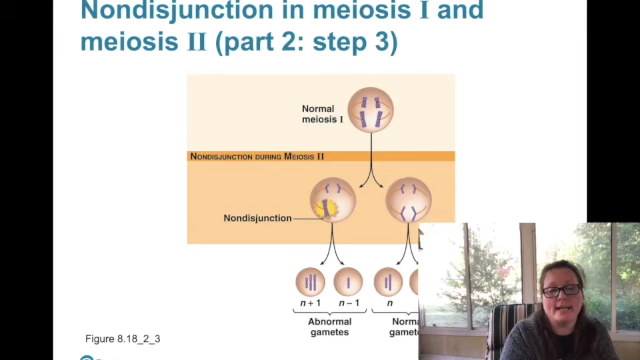 Nondisjunction in meiosis I and
meiosis II (part 2: step 3)
Normal
meiosis I
NONDISJUNCTION DURING MEIOSIS II
Nondisjunction
n + 1
n − 1
n
Abnormal
gametes
Figure 8.18_2_3